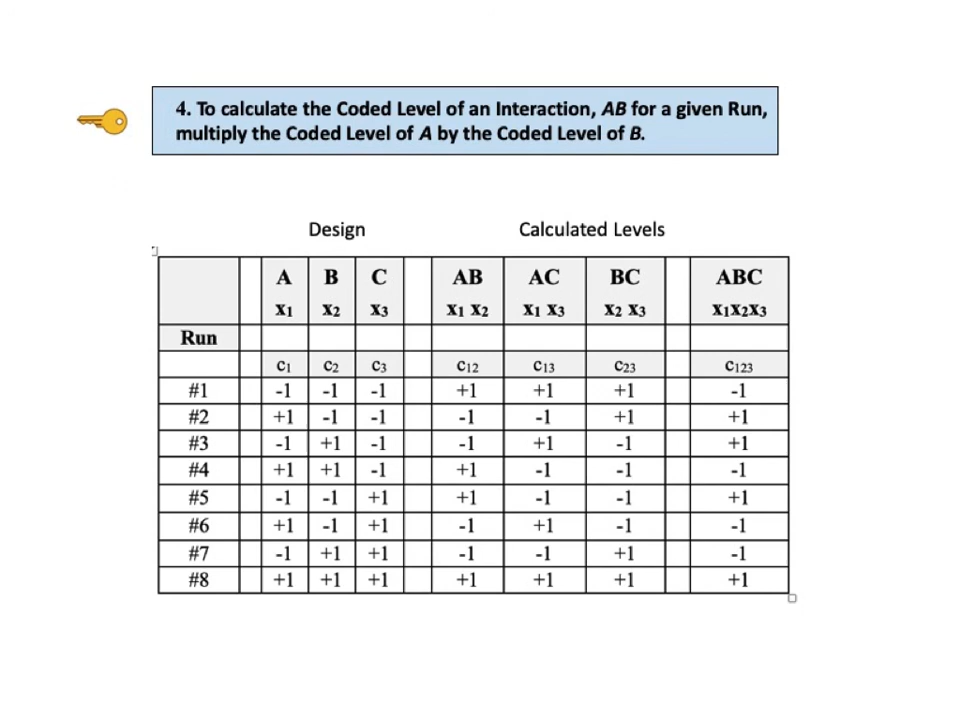 4. To calculate the Coded Level of an Interaction, AB for a given Run,
multiply the Coded Level of A by the Coded Level of B.
Design Calculated Levels
A B C AB AC BC ABC
X1 X2 X3 X1 X2 X1 X3 X2 X3 X1X2X3
Run
C1 C2 C3 C12 C13 C23 C123
#1 -1 -1 -1 +1 +1 +1 -1
#2 +1 -1 -1 -1 -1 +1 +1
#3 -1 +1 -1 -1 +1 -1 +1
#4 +1 +1 -1 +1 -1 -1 -1
#5 -1 -1 +1 +1 -1 -1 +1
#6 +1 -1 +1 -1 +1 -1 -1
#7 -1 +1 +1 -1 -1 +1 -1
#8 +1 +1 +1 +1 +1 +1 +1